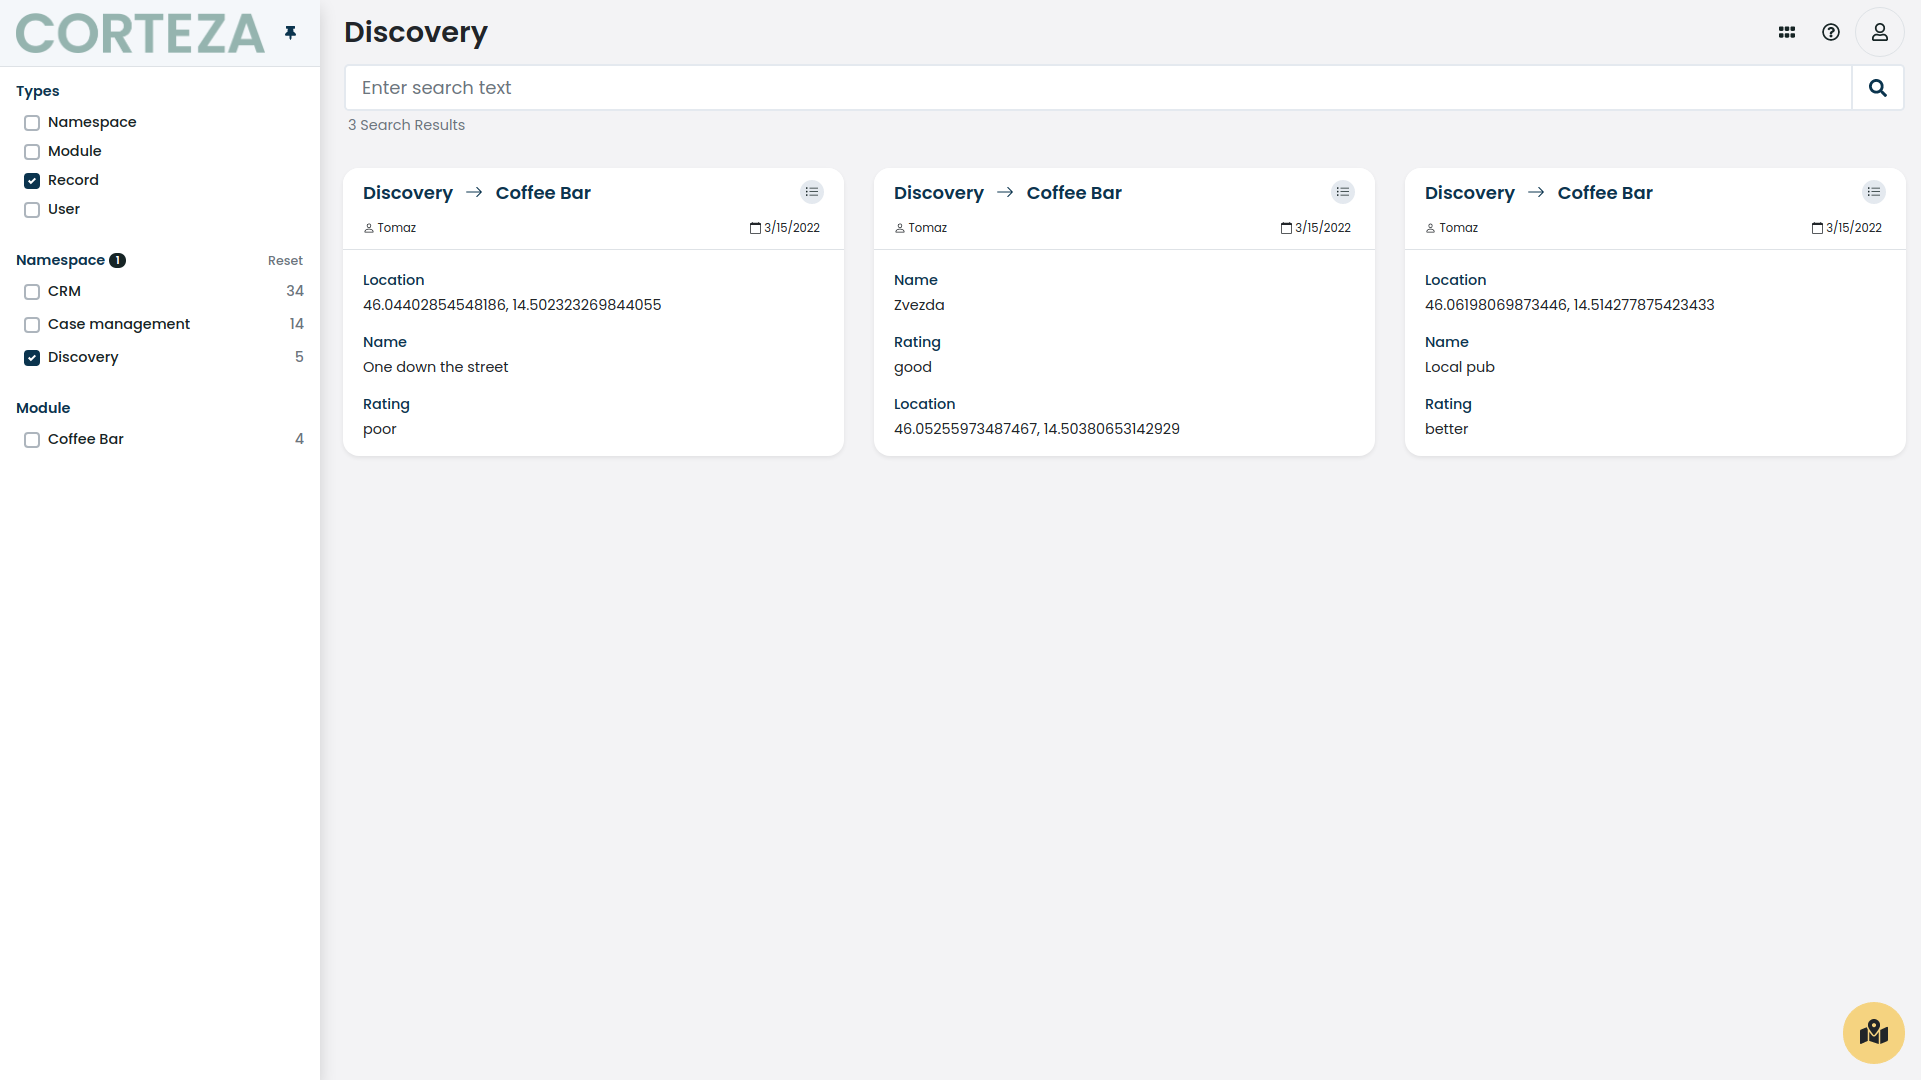 CORTEZA
Types
Namespace
Module
Record
User
Namespace 1 Reset
CRM 34
Case management 14
Discovery 5
Module
Coffee Bar 4
Discovery
Enter search text
3 Search Results
Discovery → Coffee Bar
Tomaz 3/15/2022
Location
46.04402854548186, 14.502323269844055
Name
One down the street
Rating
poor
Discovery → Coffee Bar
Tomaz 3/15/2022
Name
Zvezda
Rating
good
Location
46.05255973487467, 14.50380653142929
Discovery → Coffee Bar
Tomaz 3/15/2022
Location
46.06198069873446, 14.514277875423433
Name
Local pub
Rating
better